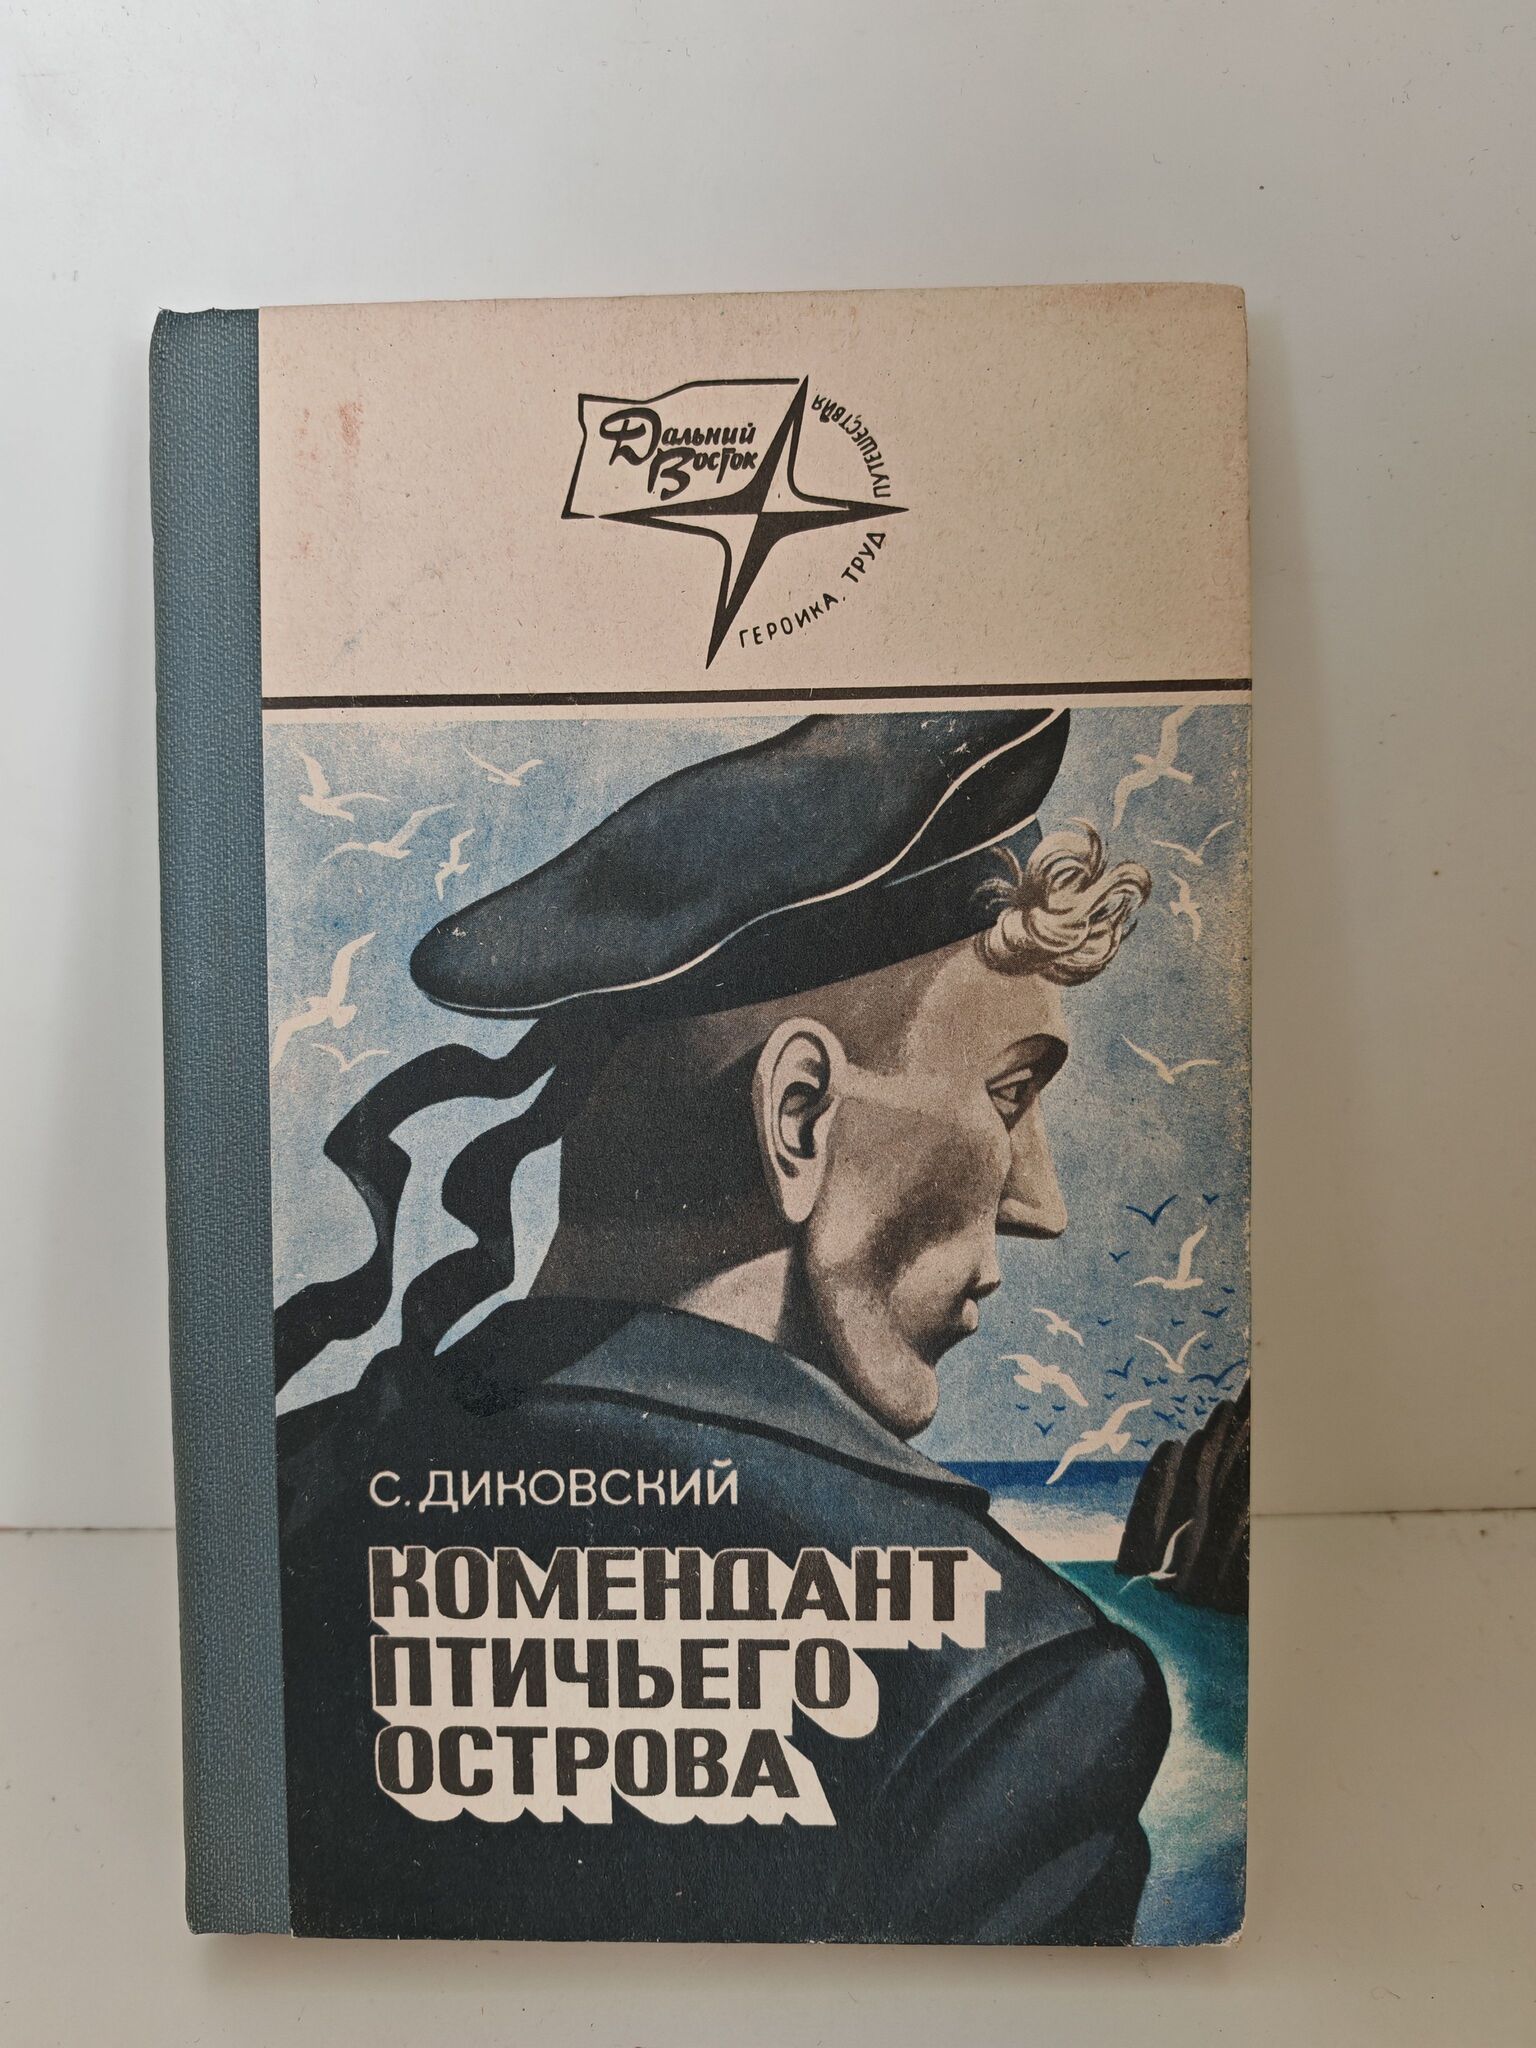 Дальний
Восток
ГЕРОИКА. ТРУД
ПУТЕШЕСТВИЯ
С. ДИКОВСКИЙ
КОМЕНДАНТ
ПТИЧЬЕГО
ОСТРОВА